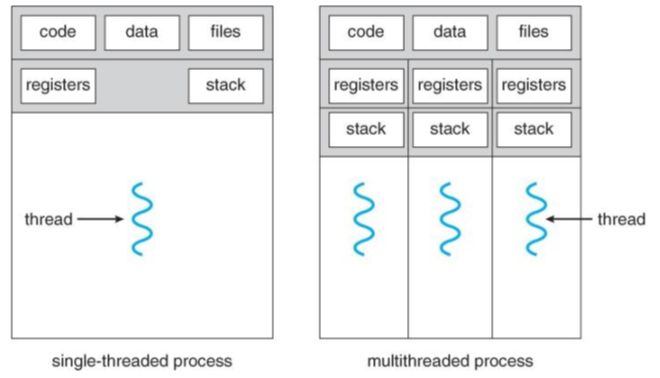 code data files code data files
registers stack registers registers registers
stack stack stack
thread thread
single-threaded process multithreaded process